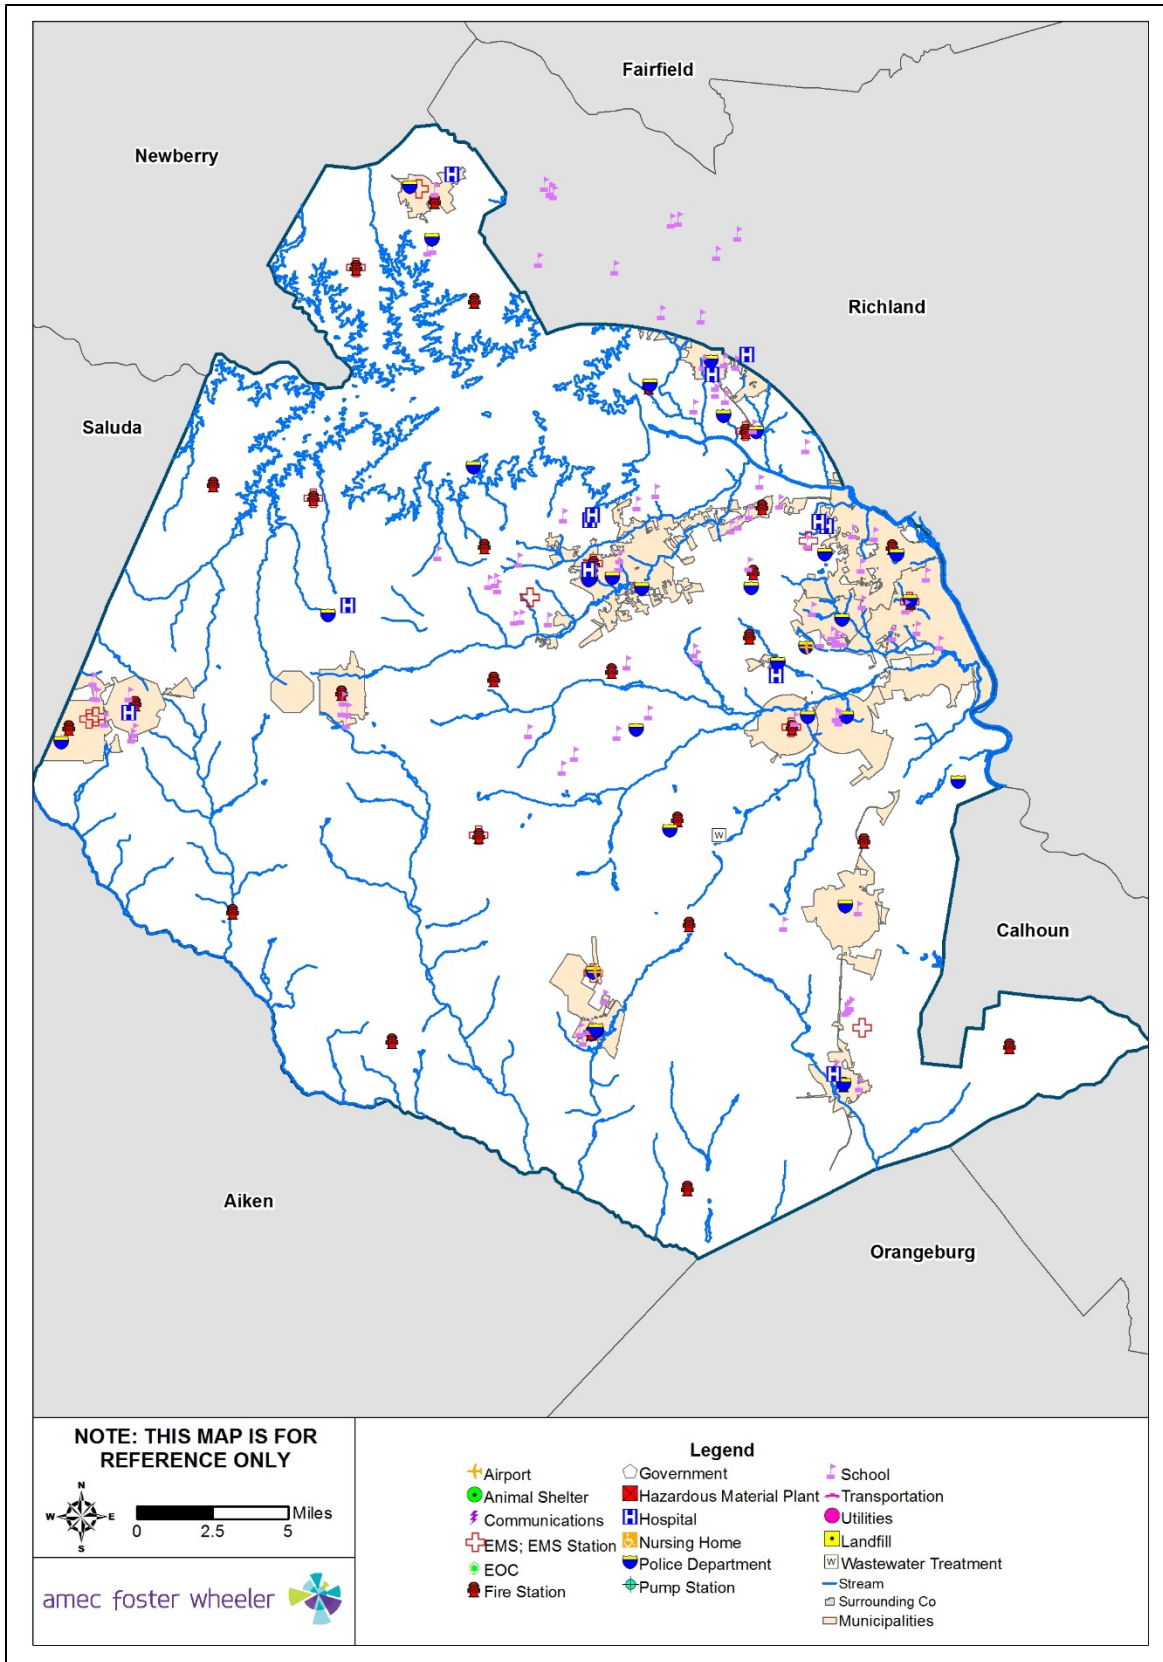 Fairfield
Newberry
Richland
Saluda
Calhoun
Aiken
Orangeburg
W
NOTE: THIS MAP IS FOR
REFERENCE ONLY
N
W E
S
0 2.5 5 Miles
amec foster wheeler
Legend
Airport
Animal Shelter
Communications
EMS; EMS Station
EOC
Fire Station
Government
Hazardous Material Plant
Hospital
Nursing Home
Police Department
Pump Station
School
Transportation
Utilities
Landfill
Wastewater Treatment
Stream
Surrounding Co
Municipalities